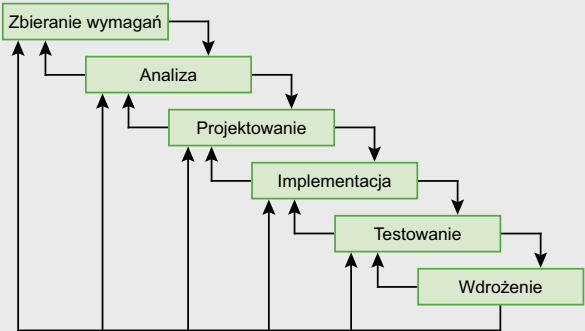 Zbieranie wymagań
Analiza
Projektowanie
Implementacja
Testowanie
Wdrożenie